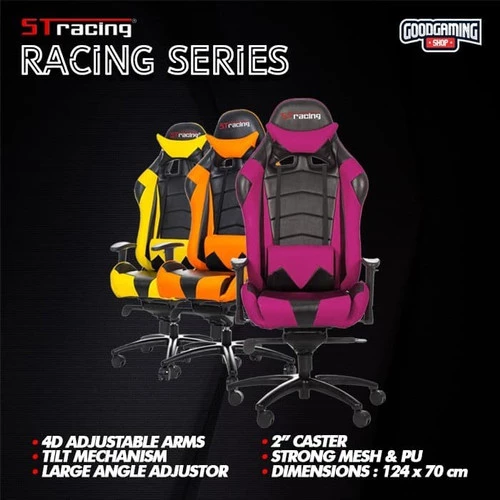 STracing
RACING SERIES
GOODGAMING
SHOP
STracing
STracing
STracing
• 4D ADJUSTABLE ARMS
• TILT MECHANISM
• LARGE ANGLE ADJUSTOR
• 2" CASTER
• STRONG MESH & PU
• DIMENSIONS : 124 x 70 cm